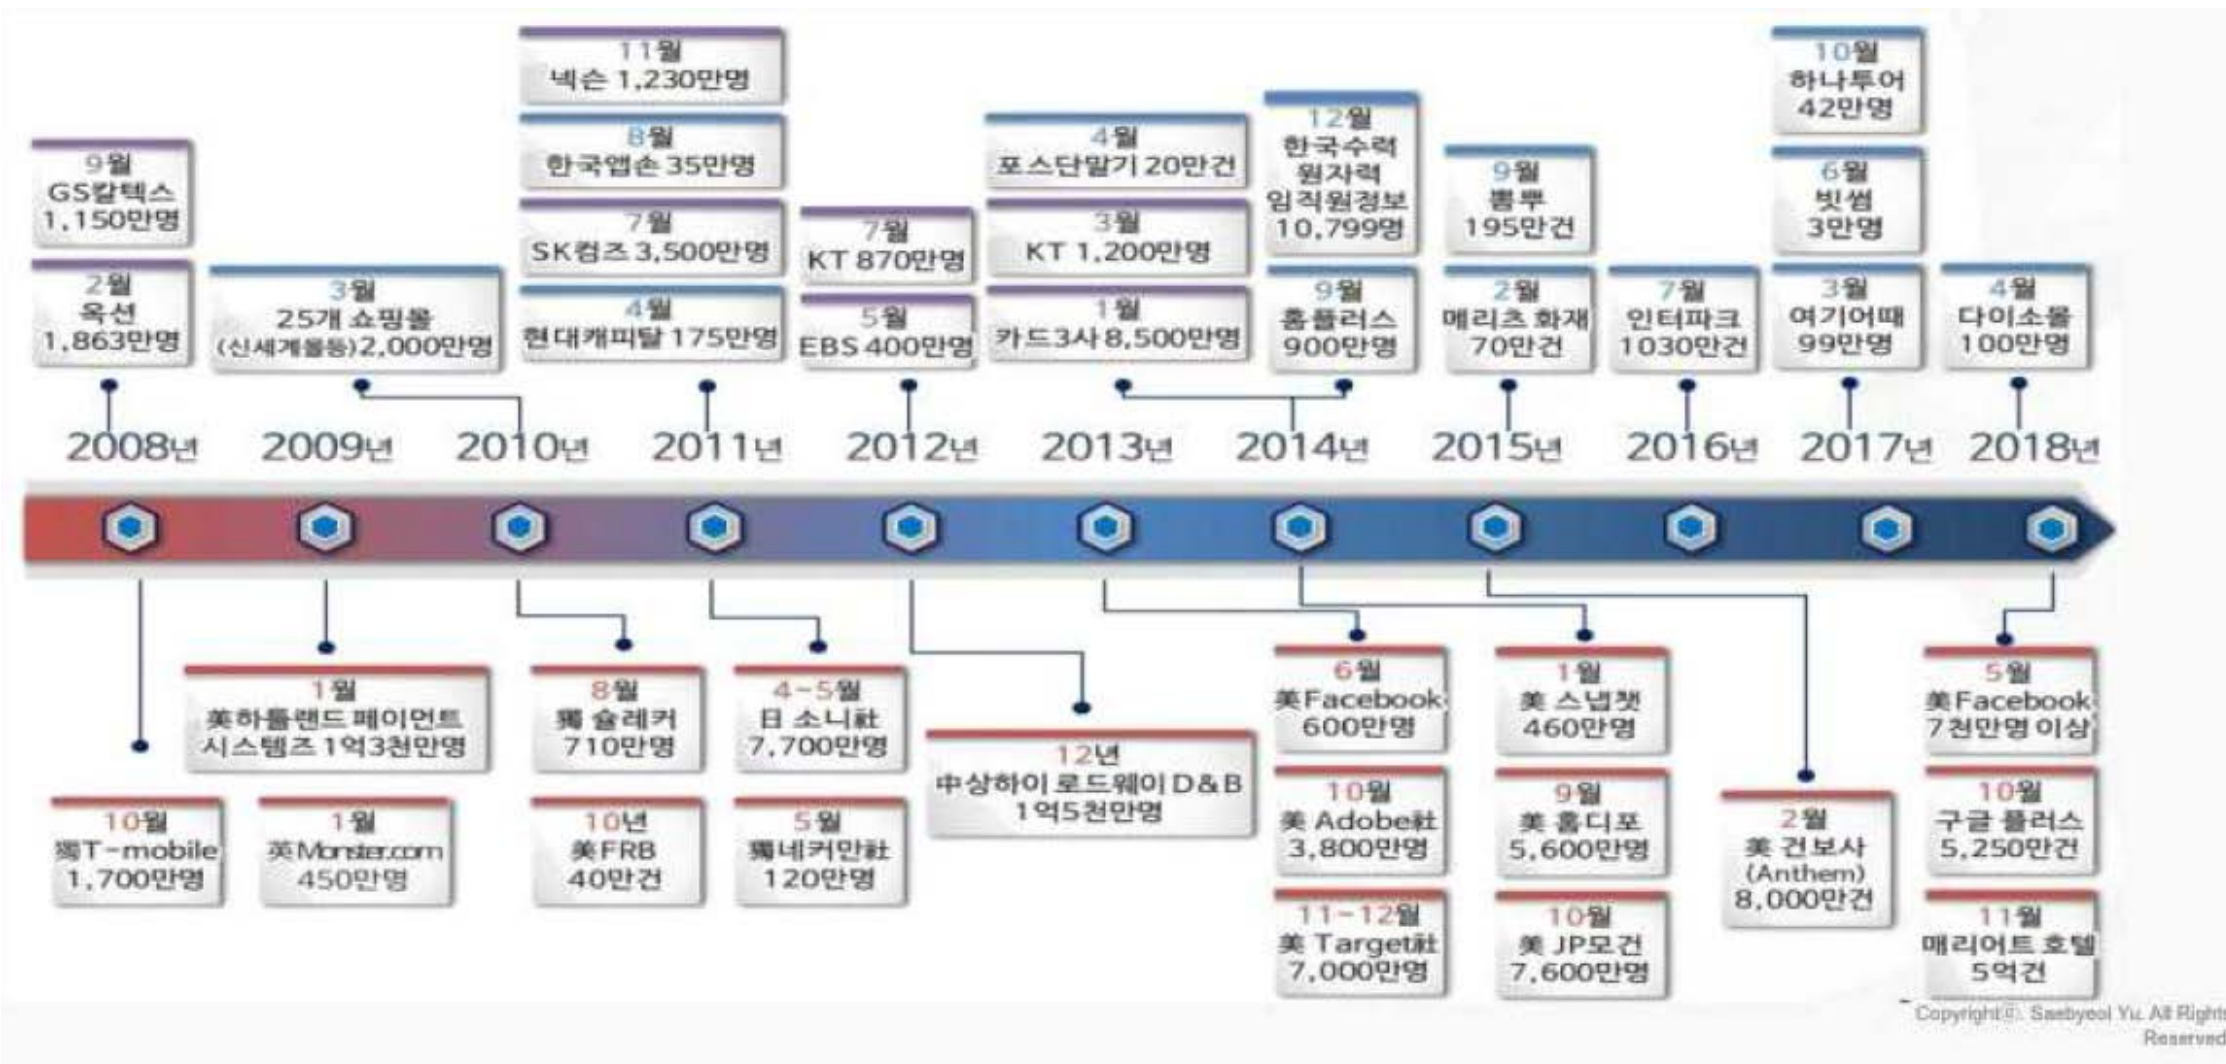 11월
넥슨 1,230만명
8월
한국앱손 35만명
7월
SK컴즈 3,500만명
4월
현대캐피탈 175만명
9월
GS칼텍스
1,150만명
2월
옥션
1,863만명
3월
25개 쇼핑몰
(신세계몰등)2,000만명
7월
KT 870만명
5월
EBS 400만명
4월
포스단말기 20만건
3월
KT 1,200만명
1월
카드3사 8,500만명
12월
한국수력
원자력
임직원정보
10,799명
9월
홈플러스
900만명
9월
뽐뿌
195만건
2월
메리츠 화재
70만건
7월
인터파크
1030만건
10월
하나투어
42만명
6월
빗썸
3만명
3월
여기어때
99만명
4월
다이소몰
100만명
2008년 2009년 2010년 2011년 2012년 2013년 2014년 2015년 2016년 2017년 2018년
10월
獨T-mobile
1,700만명
1월
美하틀랜드 페이먼트
시스템즈 1억3천만명
1월
英Monster.com
450만명
8월
獨 슐레커
710만명
10년
美FRB
40만건
4~5월
日 소니社
7,700만명
5월
獨네커만社
120만명
12년
中상하이 로드웨이 D&B
1억5천만명
6월
美Facebook
600만명
10월
美 Adobe社
3,800만명
11~12월
美 Target社
7,000만명
1월
美 스냅챗
460만명
9월
美 홈디포
5,600만명
10월
美 JP모건
7,600만명
2월
美 건보사
(Anthem)
8,000만건
5월
美Facebook
7천만명 이상
10월
구글 플러스
5,250만건
11월
매리어트 호텔
5억건
Copyrightⓒ. Saebyeol Yu. All Rights
Reserved